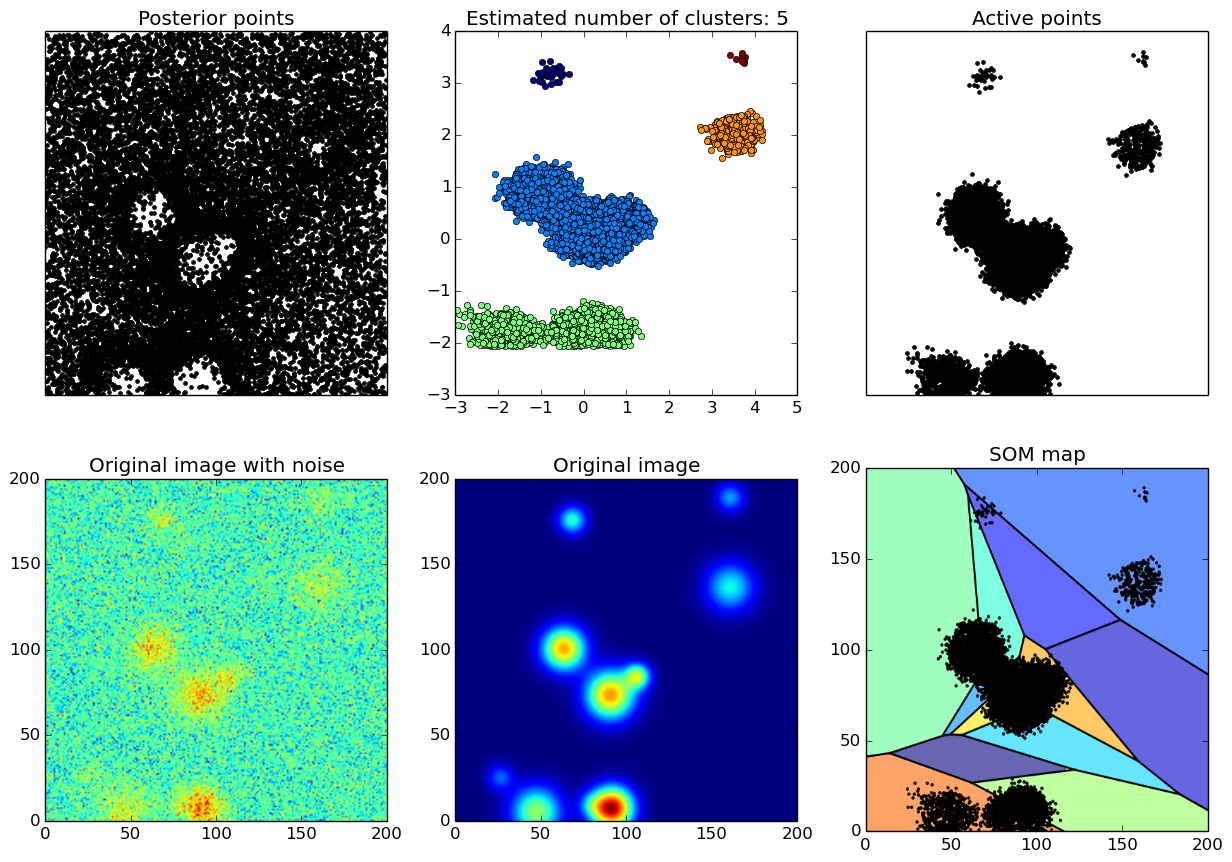 Posterior points
Estimated number of clusters: 5
Active points
4
3
2
1
0
−1
−2
−3
−3 −2 −1 0 1 2 3 4 5
Original image with noise
Original image
SOM map
200
150
100
50
0
0 50 100 150 200
200
150
100
50
0
0 50 100 150 200
200
150
100
50
0
0 50 100 150 200